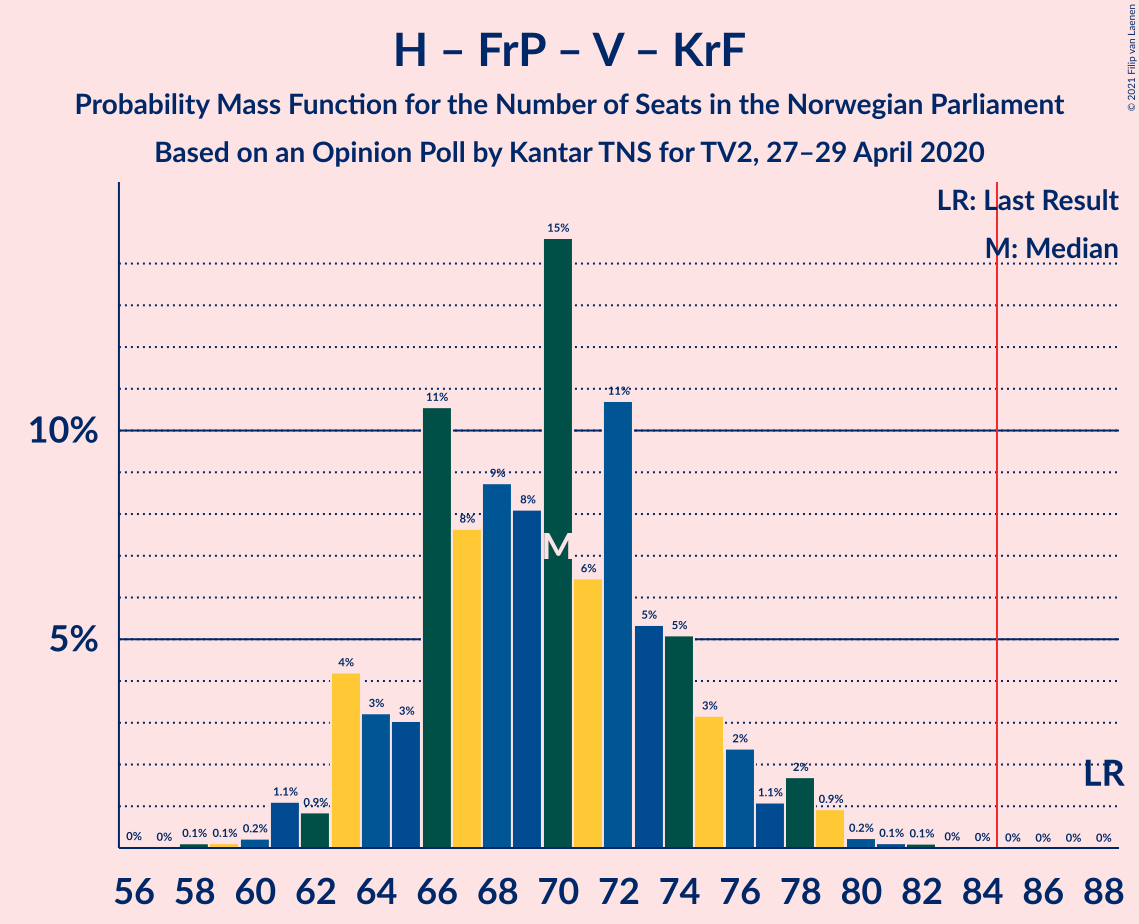 H – FrP – V – KrF
Probability Mass Function for the Number of Seats in the Norwegian Parliament
Based on an Opinion Poll by Kantar TNS for TV2, 27–29 April 2020
© 2021 Filip van Laenen
LR: Last Result
M: Median
10%
5%
0% 0% 0.1% 0.1% 0.2% 1.1% 0.9% 4% 3% 3% 11% 8% 9% 8% 15% 6% 11% 5% 5% 3% 2% 1.1% 2% 0.9% 0.2% 0.1% 0.1% 0% 0% 0% 0% 0% 0%
M
LR
56 58 60 62 64 66 68 70 72 74 76 78 80 82 84 86 88